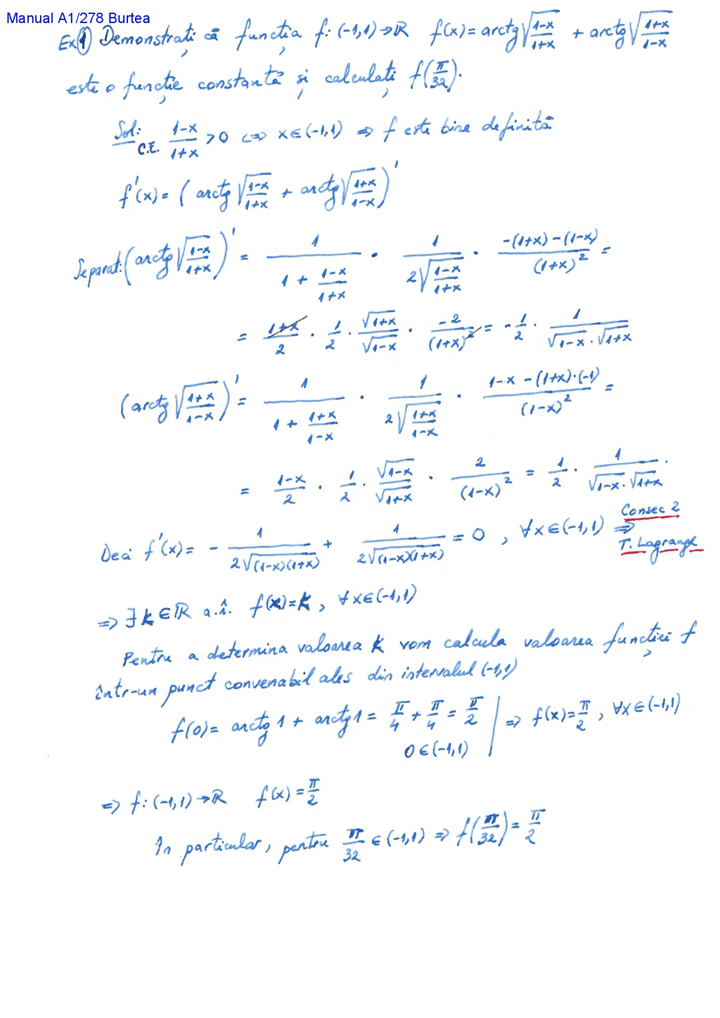 Manual A1/278 Burtea
Ex ① Demonstrați că funcția f: (-1,1) → ℝ f(x) = arctg √((1-x)/(1+x)) + arctg √((1+x)/(1-x))
este o funcție constantă și calculați f(π/32).
Sol:
C.E. (1-x)/(1+x) > 0 ⇔ x∈(-1,1) ⇒ f este bine definită
f'(x) = (arctg √((1-x)/(1+x)) + arctg √((1+x)/(1-x)))'
Separat: (arctg √((1-x)/(1+x)))' = 1/(1 + (1-x)/(1+x)) · 1/(2√((1-x)/(1+x))) · (-(1+x) - (1-x))/(1+x)² =
= (1+x)/2 · 1/2 · √(1+x)/√(1-x) · -2/(1+x)² = -1/2 · 1/(√(1-x) · √(1+x))
(arctg √((1+x)/(1-x)))' = 1/(1 + (1+x)/(1-x)) · 1/(2√((1+x)/(1-x))) · (1-x - (1+x)·(-1))/(1-x)² =
= (1-x)/2 · 1/2 · √(1-x)/√(1+x) · 2/(1-x)² = 1/2 · 1/(√(1-x) · √(1+x)) .
Deci f'(x) = - 1/(2√((1-x)(1+x))) + 1/(2√((1-x)(1+x))) = 0 , ∀x∈(-1,1) ⇒ Consec 2
T. Lagrange
⇒ ∃ k∈ℝ a.î. f(x) = k , ∀x∈(-1,1)
Pentru a determina valoarea k vom calcula valoarea funcției f
într-un punct convenabil ales din intervalul (-1,1)
f(0) = arctg 1 + arctg 1 = π/4 + π/4 = π/2 | ⇒ f(x) = π/2 , ∀x∈(-1,1)
0∈(-1,1)
⇒ f: (-1,1) → ℝ f(x) = π/2
În particular, pentru π/32 ∈ (-1,1) ⇒ f(π/32) = π/2